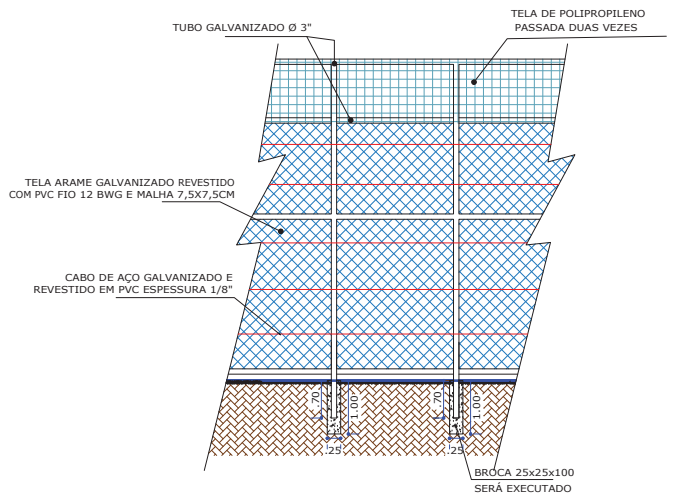 TELA DE POLIPROPILENO
PASSADA DUAS VEZES
TUBO GALVANIZADO Ø 3"
TELA ARAME GALVANIZADO REVESTIDO
COM PVC FIO 12 BWG E MALHA 7,5X7,5CM
CABO DE AÇO GALVANIZADO E
REVESTIDO EM PVC ESPESSURA 1/8"
.70
1.00
.25
.70
1.00
.25
BROCA 25x25x100
SERÁ EXECUTADO